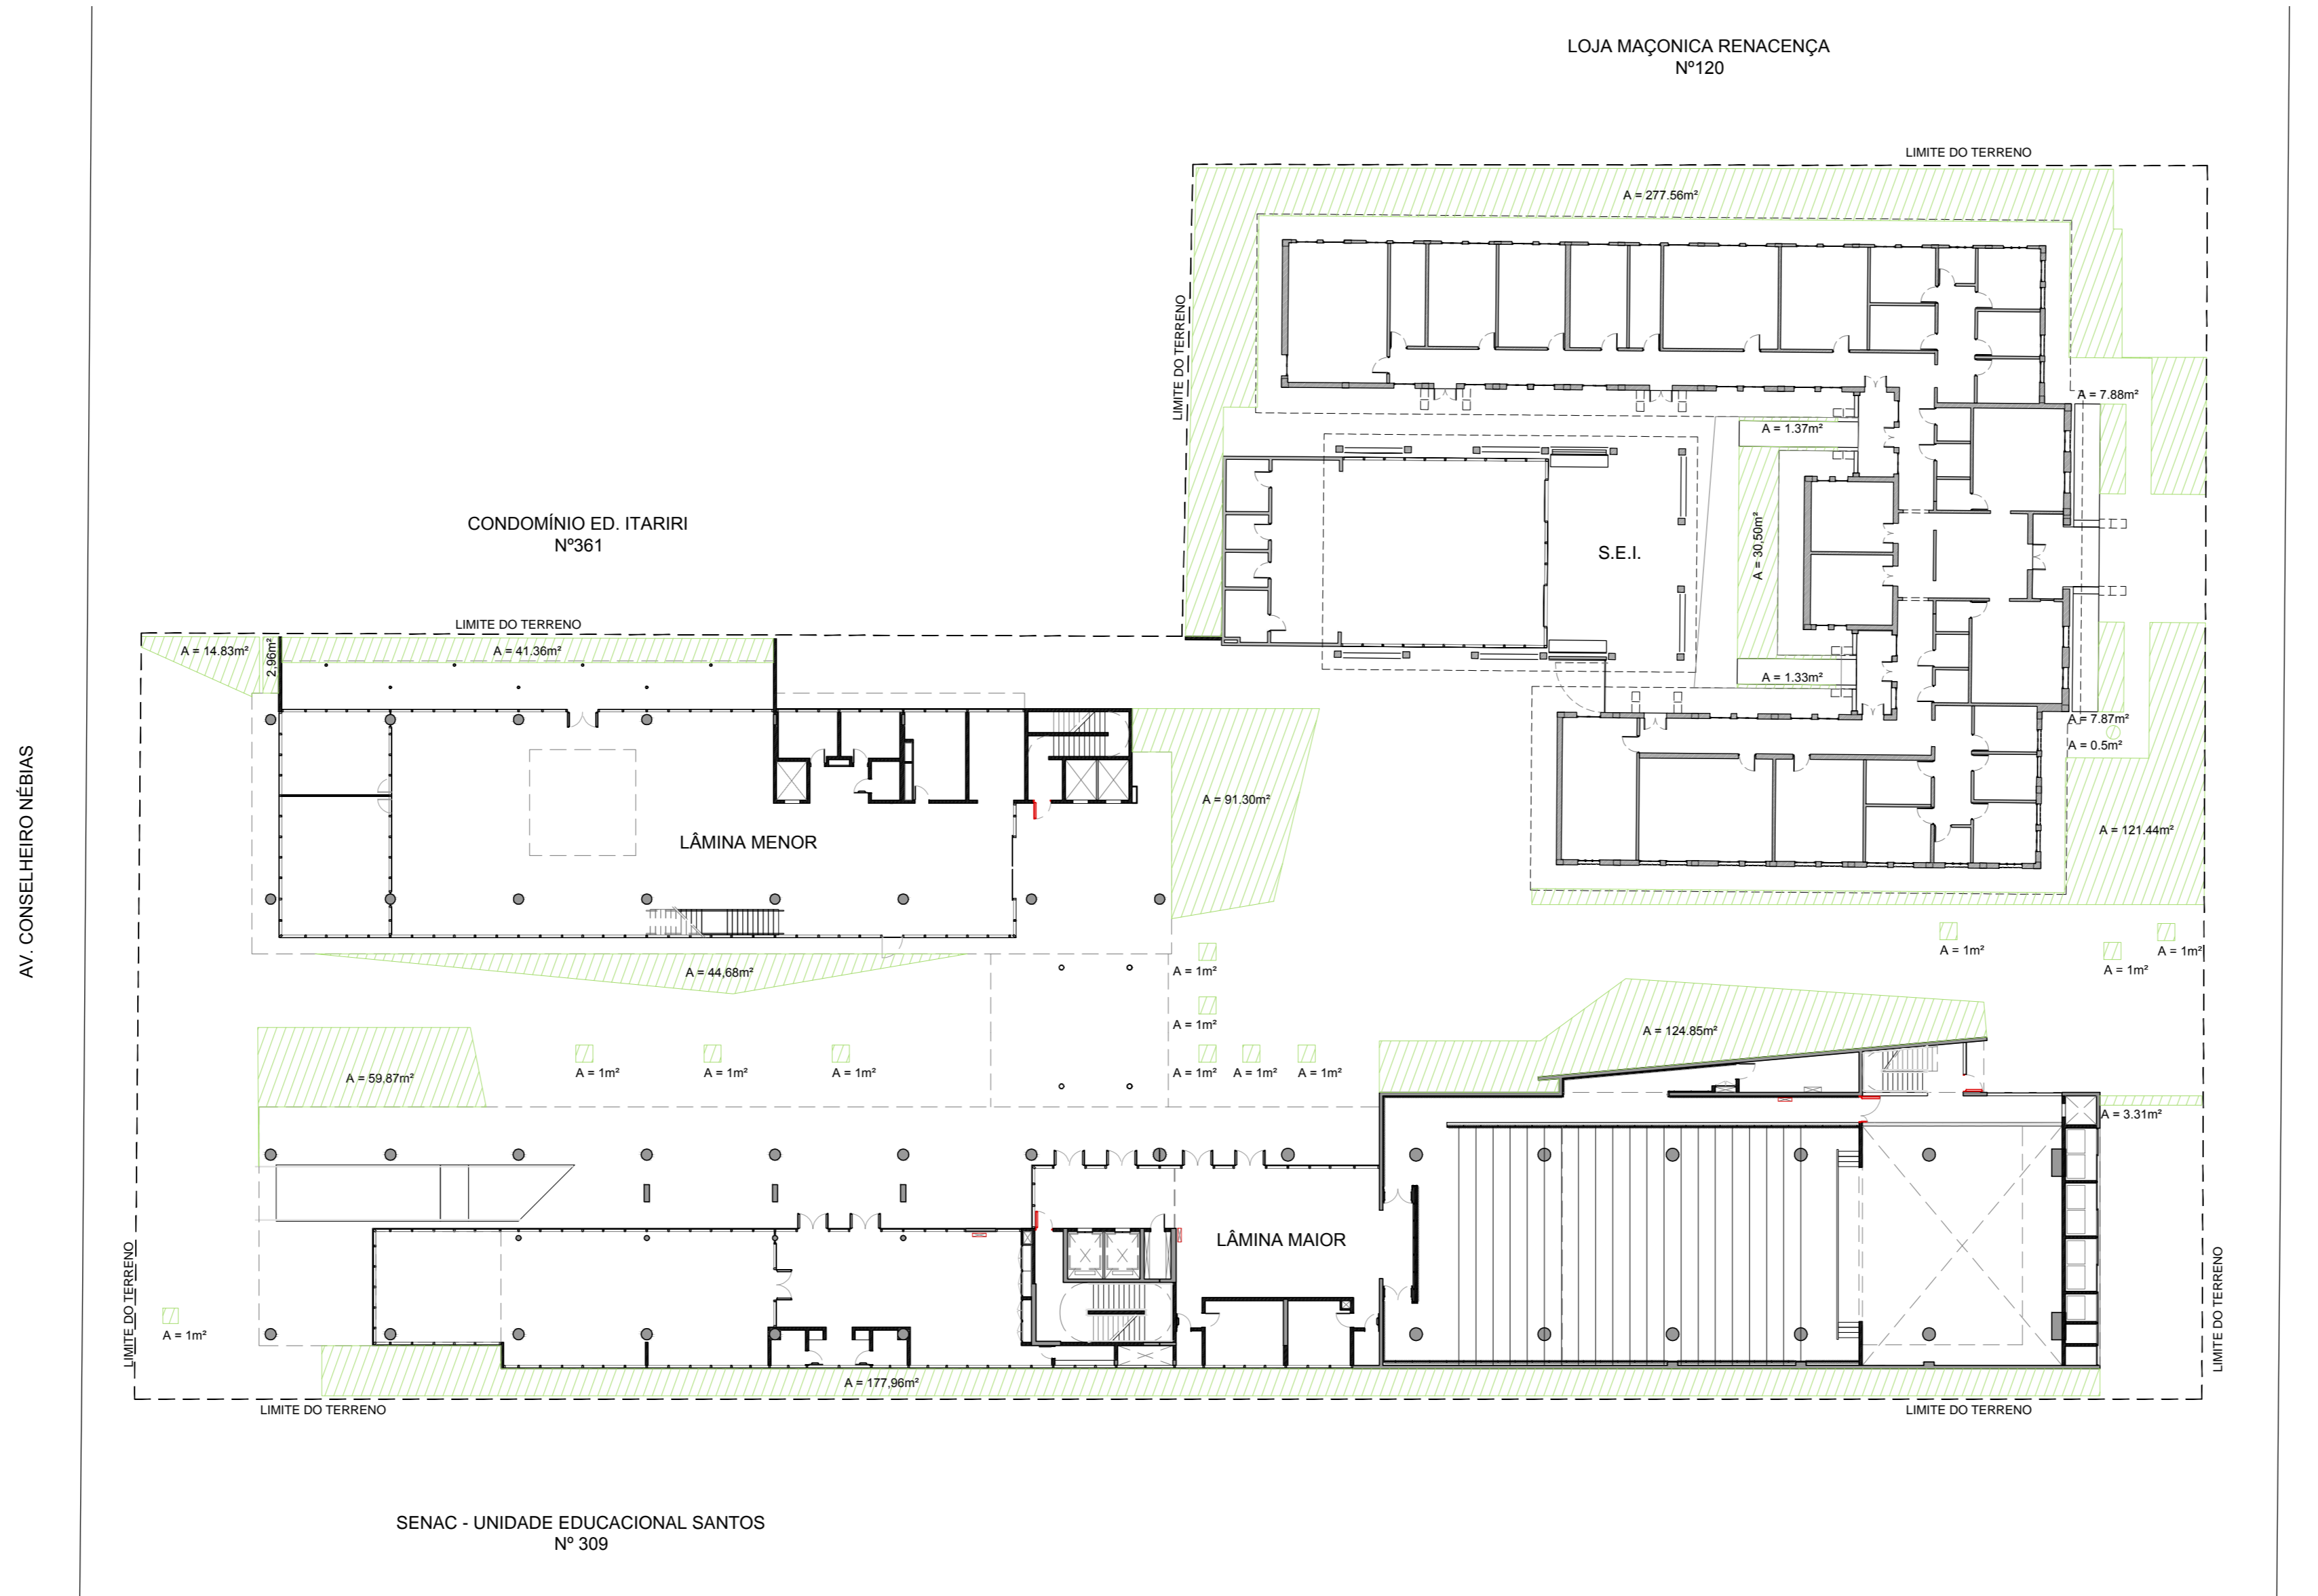 LOJA MAÇONICA RENACENÇA
Nº120
LIMITE DO TERRENO
A = 277.56m²
LIMITE DO TERRENO
A = 7.88m²
A = 1.37m²
CONDOMÍNIO ED. ITARIRI
Nº361
S.E.I.
A = 30,50m²
LIMITE DO TERRENO
A = 14.83m²
2,96m²
A = 41.36m²
A = 1.33m²
A = 7.87m²
A = 0.5m²
AV. CONSELHEIRO NÉBIAS
A = 91.30m²
LÂMINA MENOR
A = 121.44m²
A = 44,68m²
A = 1m²
A = 1m²
A = 1m²
A = 1m²
A = 1m²
A = 124.85m²
A = 59,87m²
A = 1m²
A = 1m²
A = 1m²
A = 1m²
A = 1m²
A = 1m²
A = 3.31m²
LÂMINA MAIOR
LIMITE DO TERRENO
LIMITE DO TERRENO
A = 1m²
A = 177,96m²
LIMITE DO TERRENO
LIMITE DO TERRENO
SENAC - UNIDADE EDUCACIONAL SANTOS
Nº 309